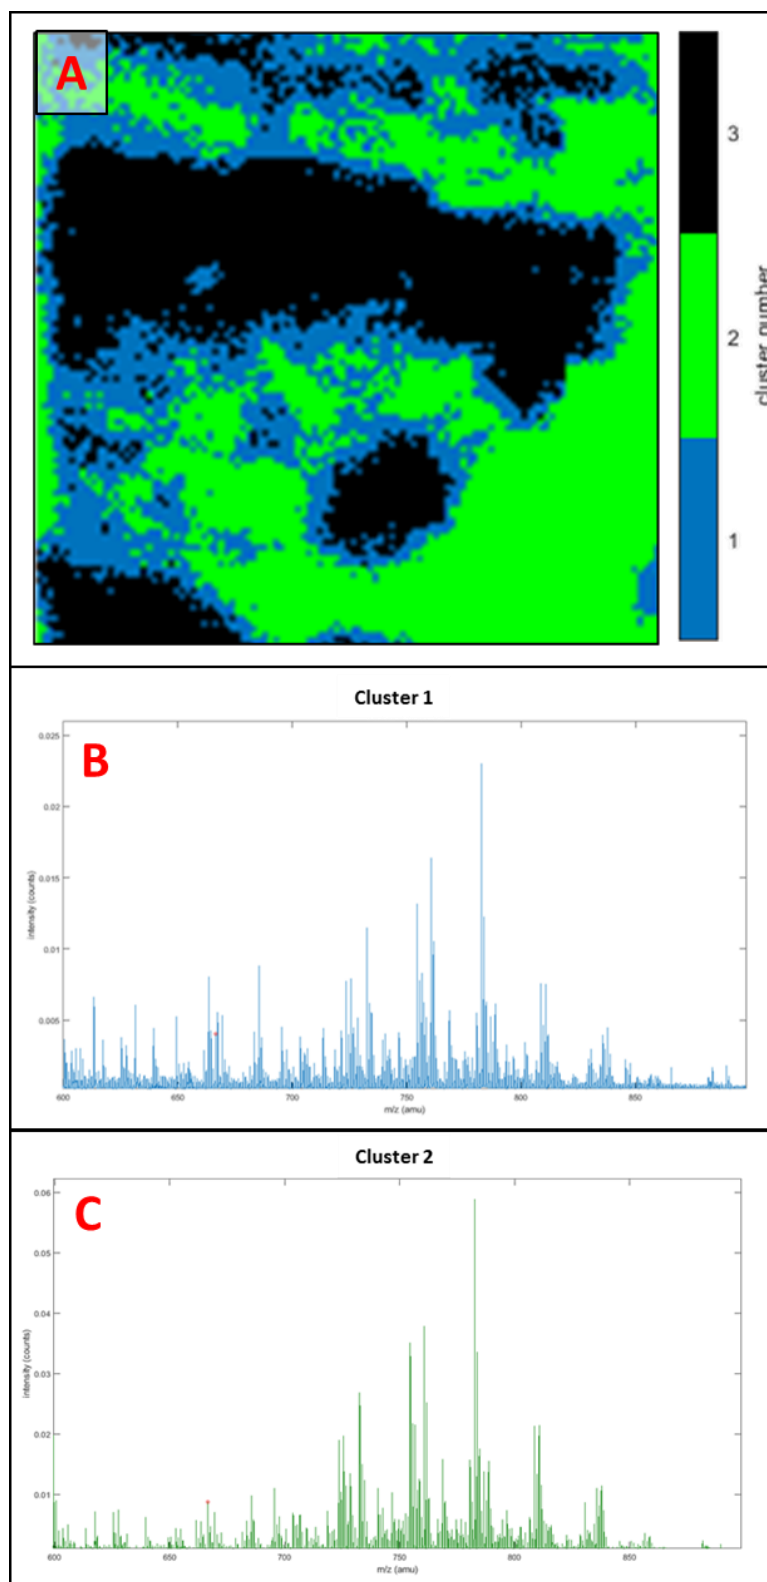 A
3
2
1
cluster number
Cluster 1
B
0.025
0.02
0.015
0.01
0.005
intensity (counts)
600
650
700
750
800
850
m/z (amu)
Cluster 2
C
0.06
0.05
0.04
0.03
0.02
0.01
intensity (counts)
600
650
700
750
800
850
m/z (amu)